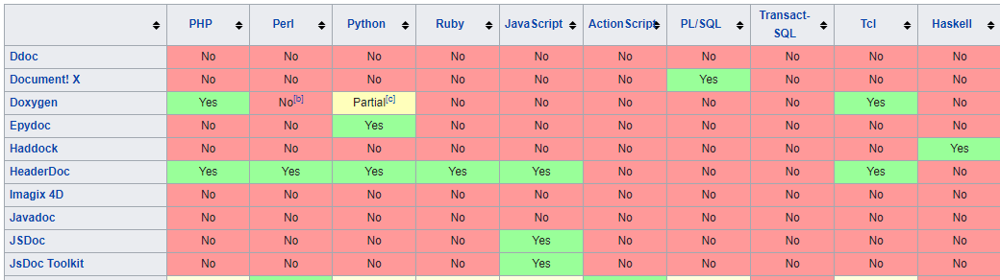 PHP Perl Python Ruby JavaScript ActionScript PL/SQL Transact-SQL Tcl Haskell
Ddoc No No No No No No No No No No
Document! X No No No No No No Yes No No No
Doxygen Yes No[b] Partial[c] No No No No No Yes No
Epydoc No No Yes No No No No No No No
Haddock No No No No No No No No No Yes
HeaderDoc Yes Yes Yes Yes Yes No No No Yes No
Imagix 4D No No No No No No No No No No
Javadoc No No No No No No No No No No
JSDoc No No No No Yes No No No No No
JsDoc Toolkit No No No No Yes No No No No No